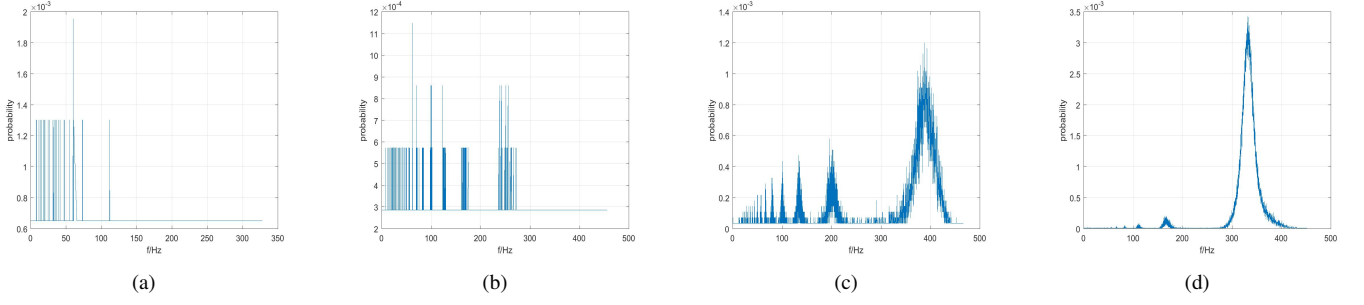 ×10⁻³
2
1.8
1.6
1.4
1.2
1
0.8
0.6
probability
0 50 100 150 200 250 300 350
f/Hz
(a)
×10⁻⁴
12
11
10
9
8
7
6
5
4
3
2
probability
0 100 200 300 400 500
f/Hz
(b)
×10⁻³
1.4
1.2
1
0.8
0.6
0.4
0.2
0
probability
0 100 200 300 400 500
f/Hz
(c)
×10⁻³
3.5
3
2.5
2
1.5
1
0.5
0
probability
0 100 200 300 400 500
f/Hz
(d)